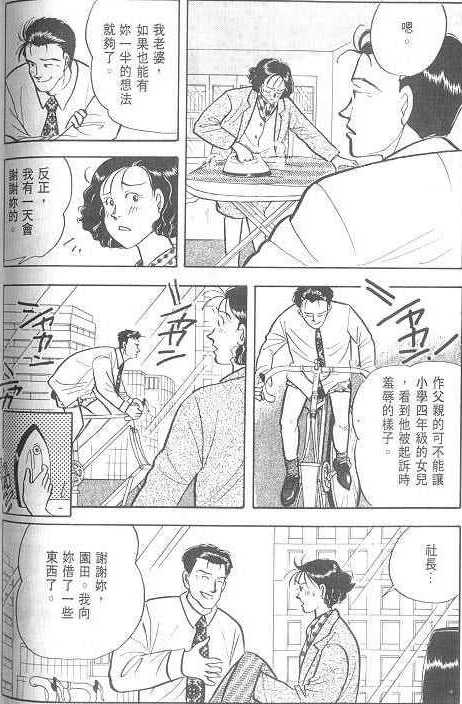 嗯。
我老婆，
如果也能有
妳一半的想法
就夠了。
反正，
我有一天會
謝謝妳的。
作父親的可不能讓
小學四年級的女兒
，看到他被起訴時
羞辱的樣子。
社長…
謝謝妳，
園田。我向
妳借了一些
東西了。